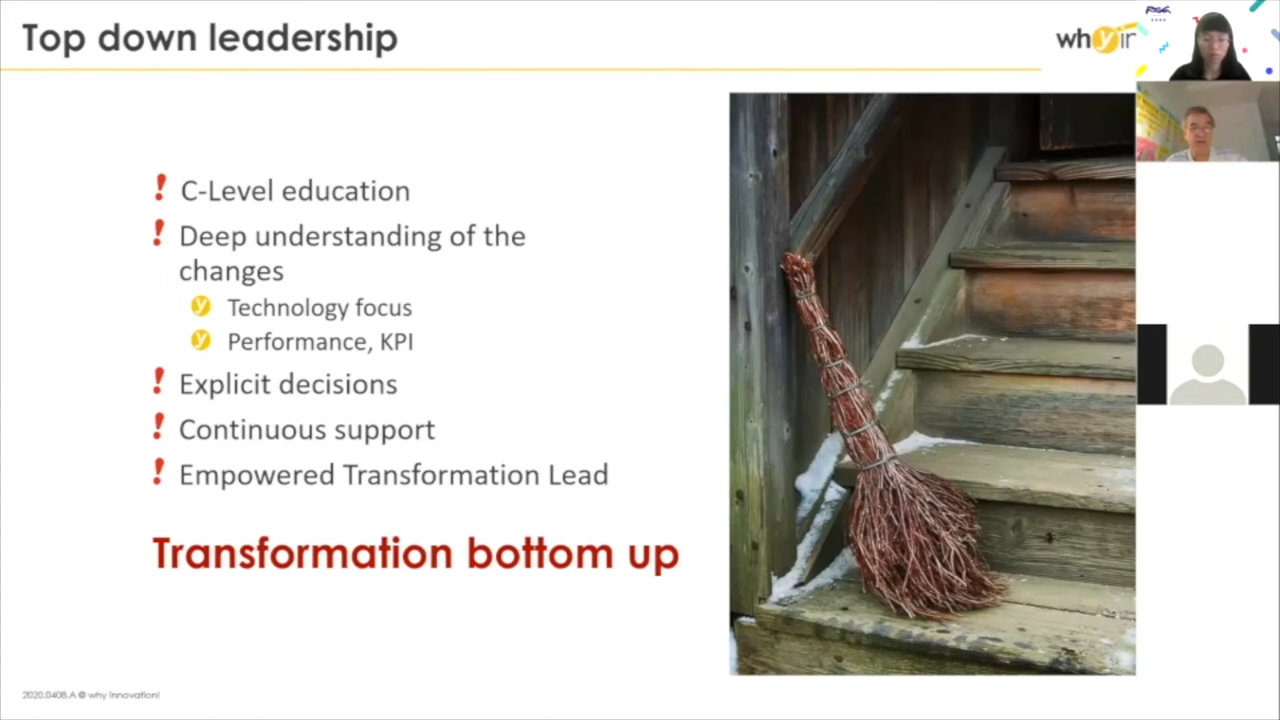 Top down leadership
whyin
C-Level education
Deep understanding of the
changes
Technology focus
Performance, KPI
Explicit decisions
Continuous support
Empowered Transformation Lead
Transformation bottom up
2020.0408.A @ why innovation!